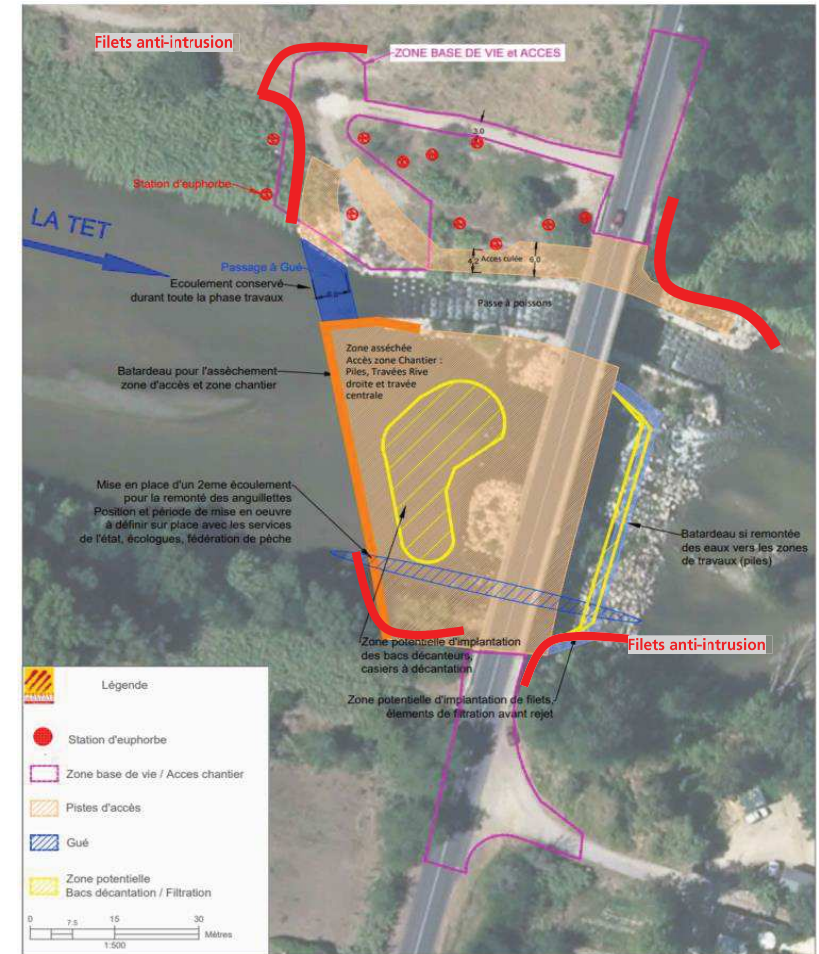 Filets anti-intrusion
ZONE BASE DE VIE et ACCES
3.0
Station d'euphorbe
LA TET
Passage à Gué
Ecoulement conservé
durant toute la phase travaux
4.2
Acces culée
6.0
Passe à poissons
Zone asséchée
Accès zone Chantier :
Piles, Travées Rive
droite et travée
centrale
Batardeau pour l'assèchement
zone d'accès et zone chantier
Mise en place d'un 2eme écoulement
pour la remonté des anguillettes
Position et période de mise en oeuvre
à définir sur place avec les services
de l'état, écologues, fédération de pèche
Batardeau si remontée
des eaux vers les zones
de travaux (piles)
Zone potentielle d'implantation
des bacs décanteurs,
casiers à décantation
Filets anti-intrusion
Zone potentielle d'implantation de filets,
élements de filtration avant rejet
Légende
Station d'euphorbe
Zone base de vie / Acces chantier
Pistes d'accès
Gué
Zone potentielle
Bacs décantation / Filtration
0 7.5 15 30
Mètres
1:500